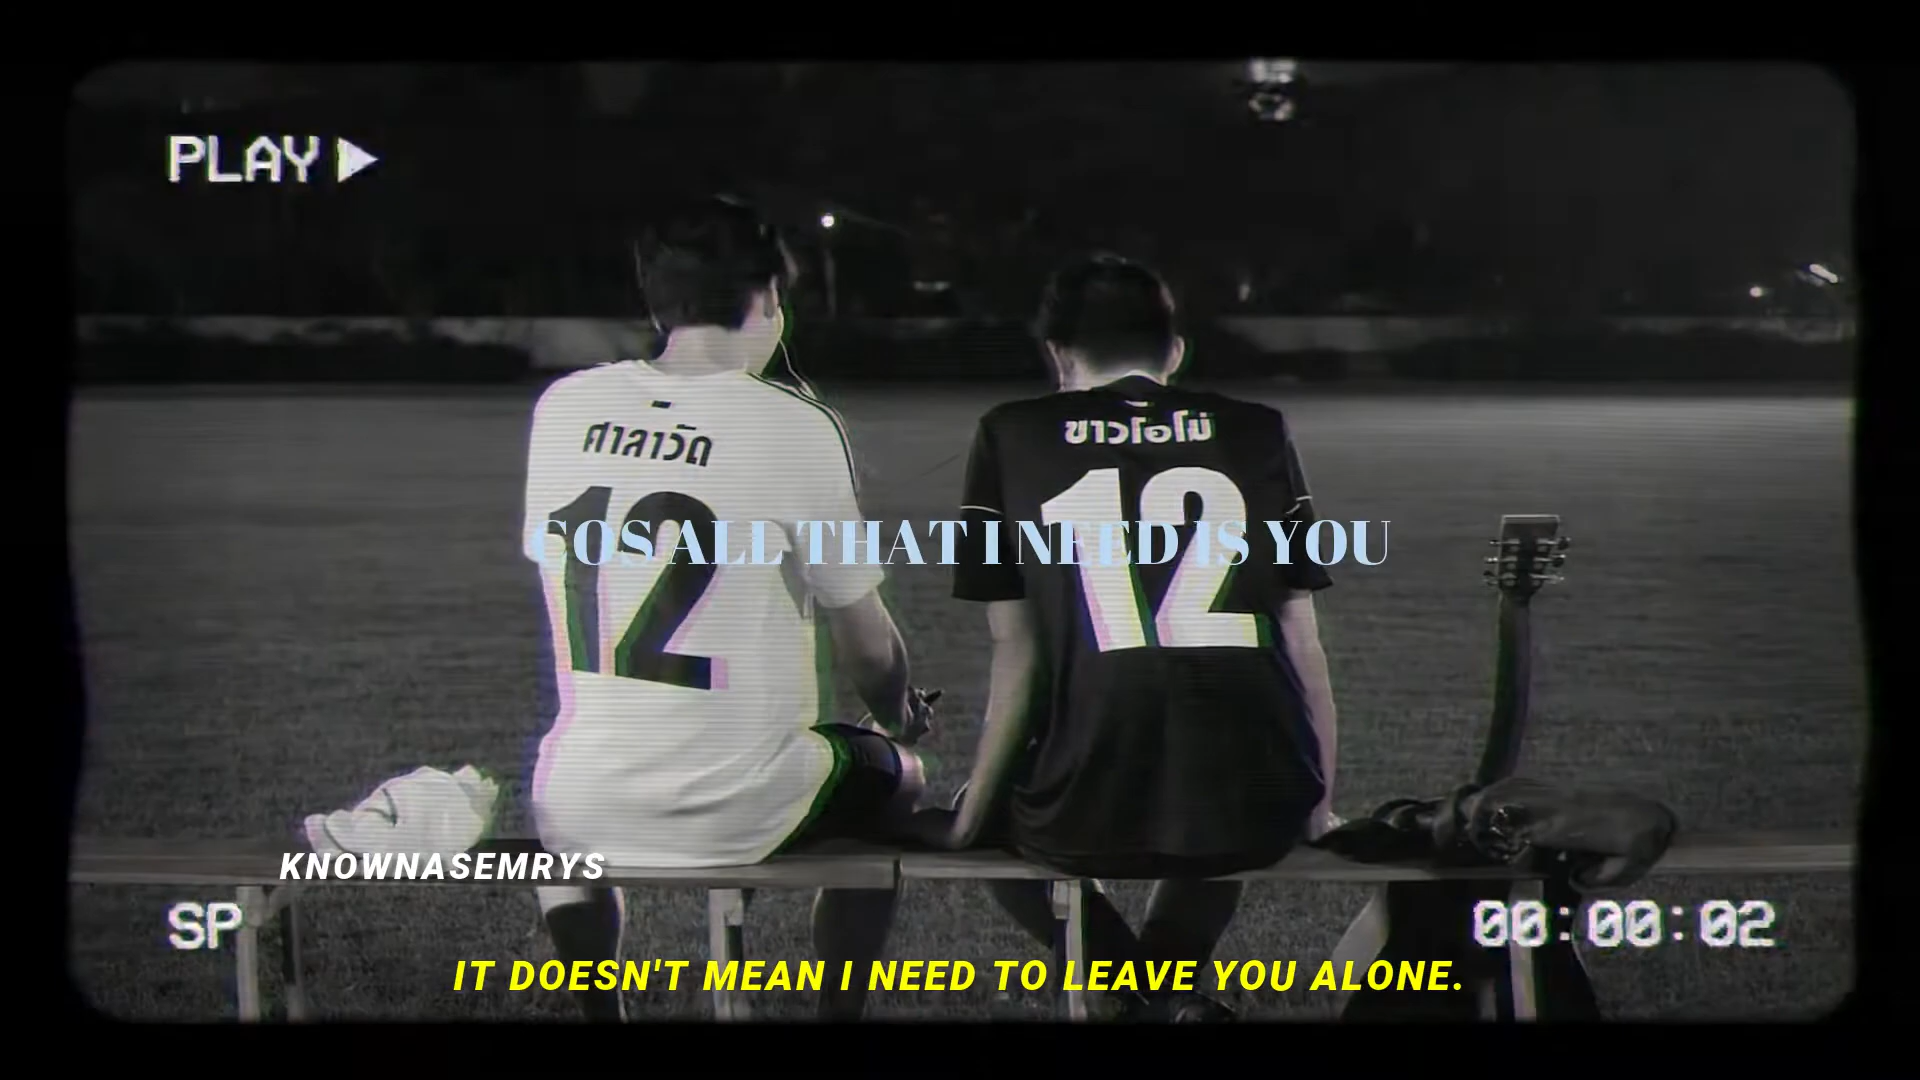 PLAY
ศาลาวัด
12
ขาวโอโม่
12
COS ALL THAT I NEED IS YOU
KNOWNASEMRYS
SP
00:00:02
IT DOESN'T MEAN I NEED TO LEAVE YOU ALONE.